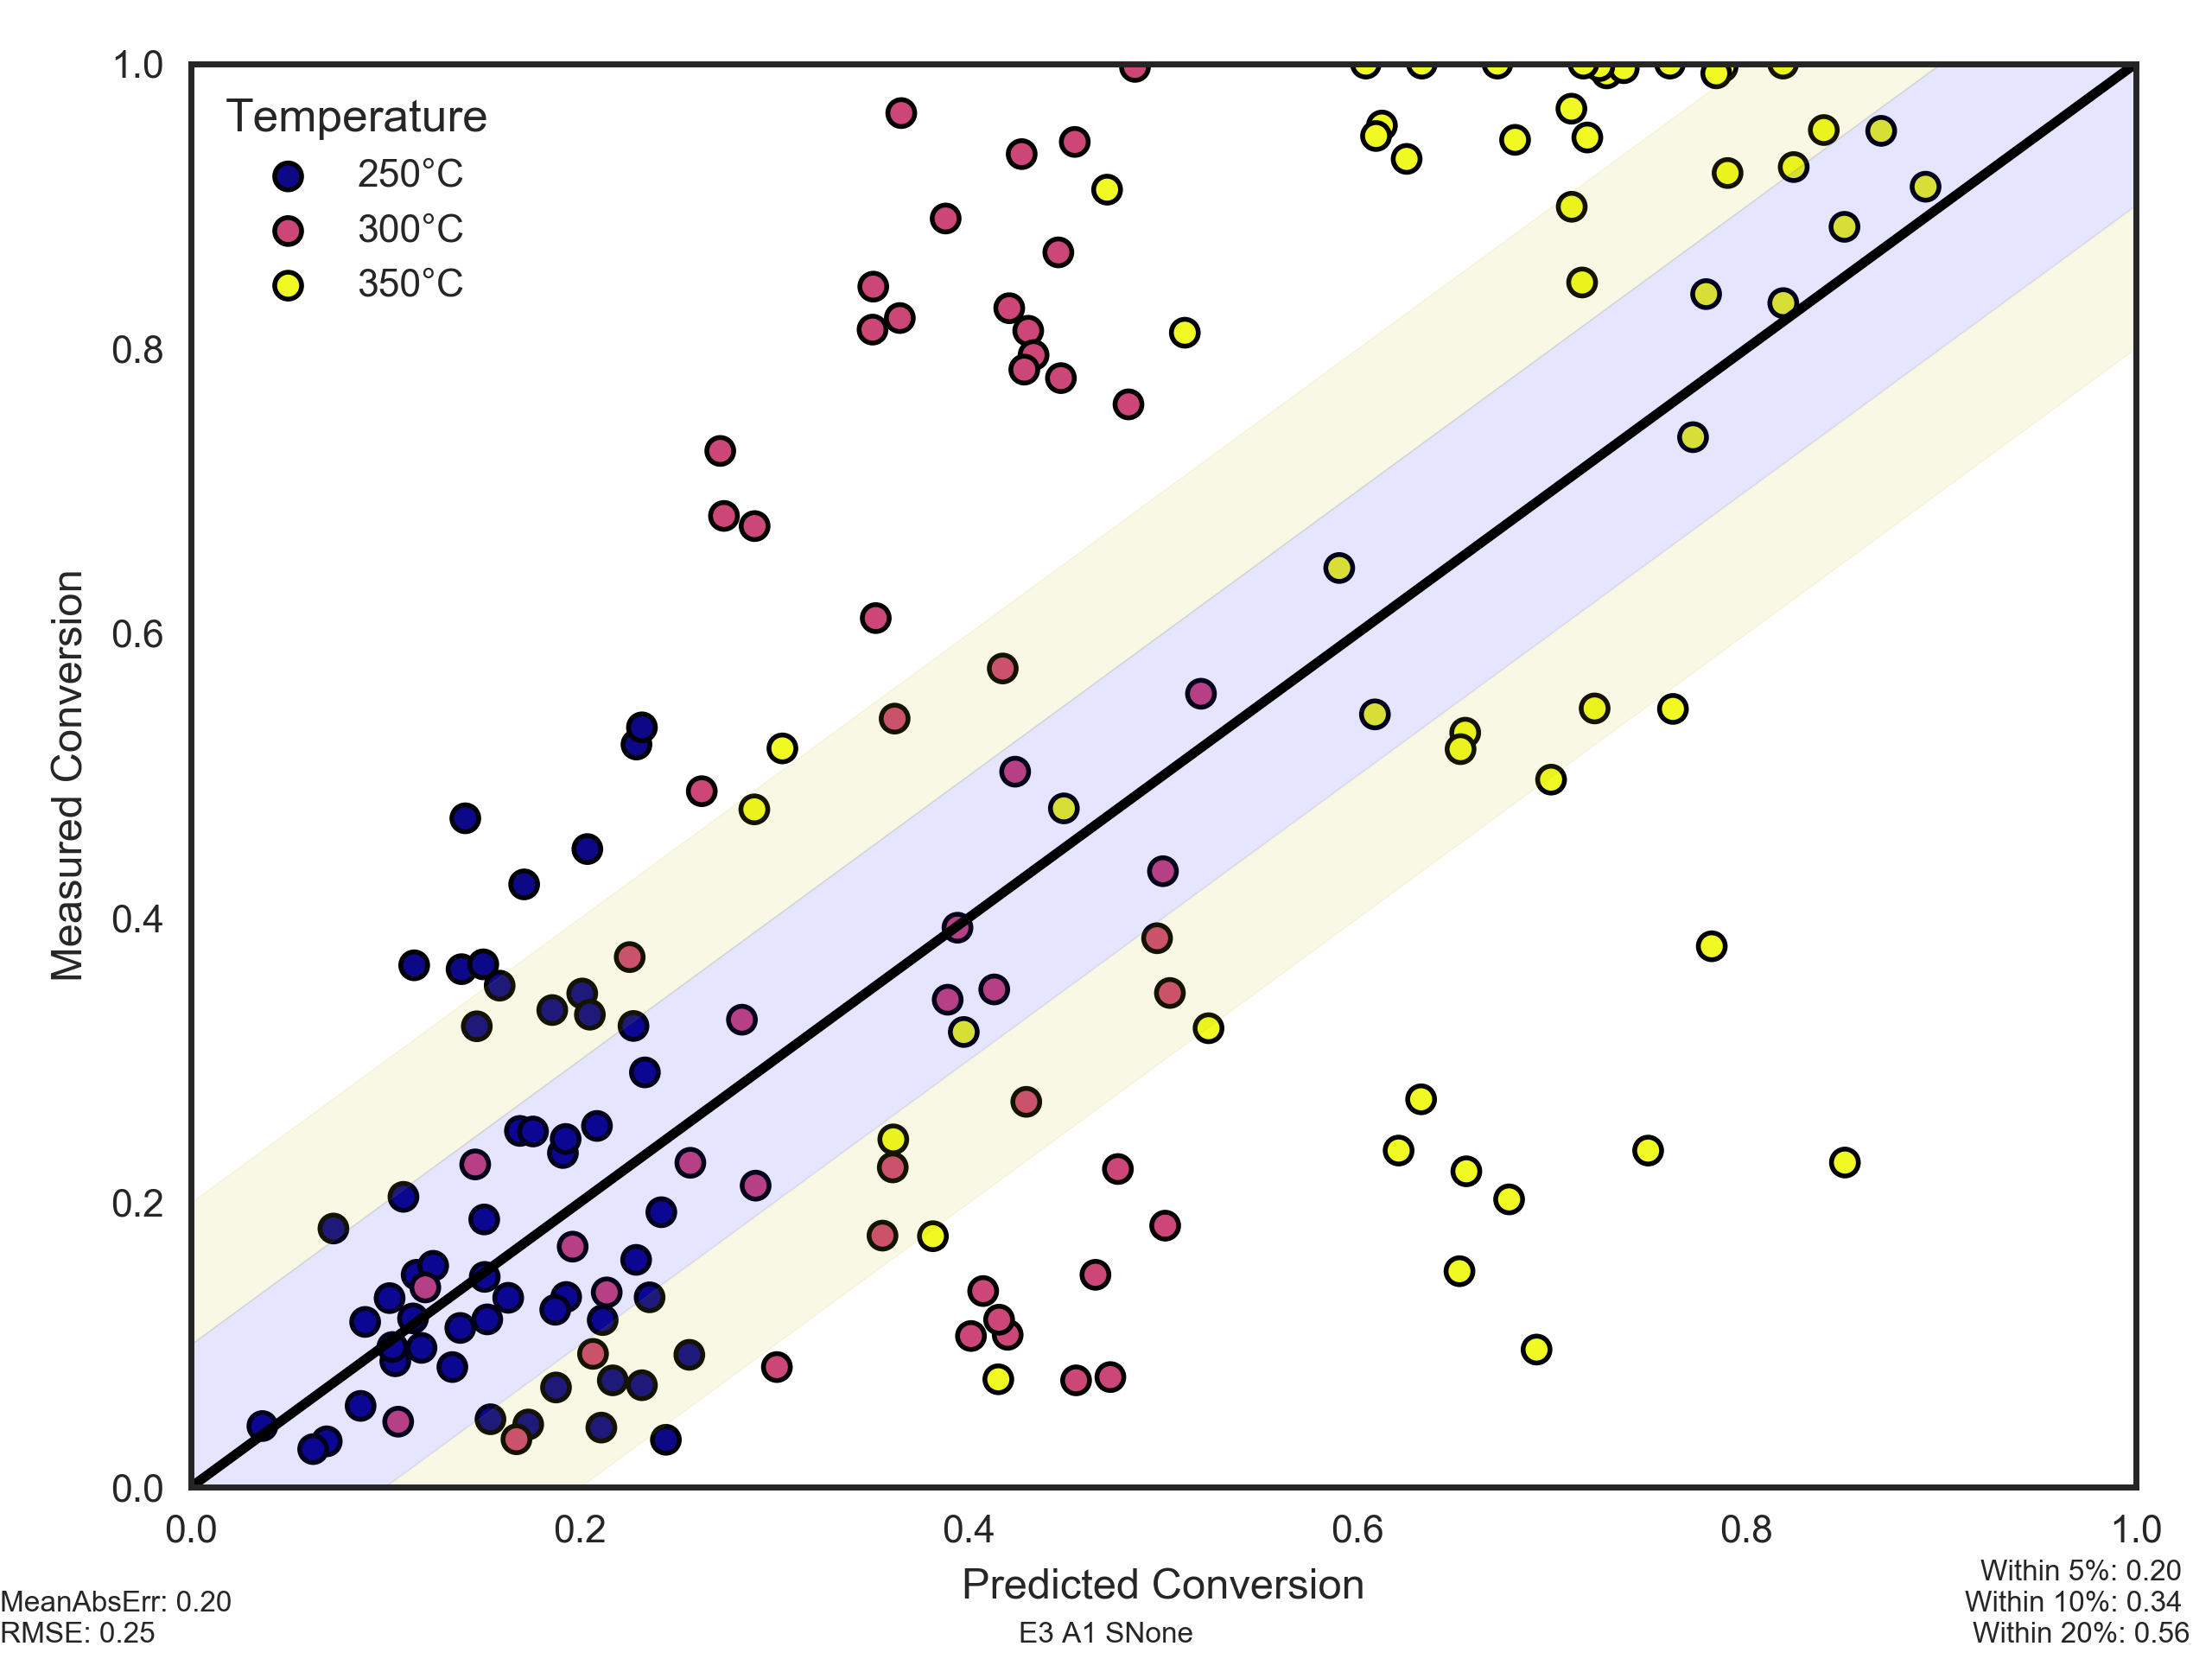 1.0
Temperature
250°C
300°C
350°C
0.8
0.6
0.4
0.2
0.0
Measured Conversion
0.0 0.2 0.4 0.6 0.8 1.0
Predicted Conversion
MeanAbsErr: 0.20
RMSE: 0.25
E3 A1 SNone
Within 5%: 0.20
Within 10%: 0.34
Within 20%: 0.56